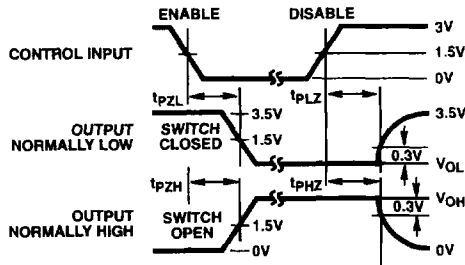 ENABLE DISABLE
3V
CONTROL INPUT 1.5V
0V
tPZL tPLZ
3.5V 3.5V
OUTPUT NORMALLY LOW
SWITCH CLOSED
1.5V
0.3V
VOL
tPZH tPHZ
VOH
0.3V
OUTPUT NORMALLY HIGH
SWITCH OPEN
1.5V
0V 0V